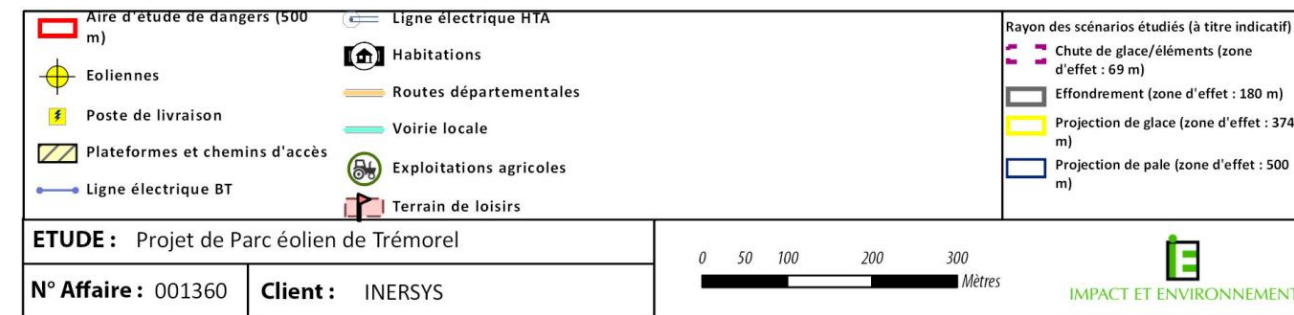 Aire d'étude de dangers (500
m)
Eoliennes
Poste de livraison
Plateformes et chemins d'accès
Ligne électrique BT
Ligne électrique HTA
Habitations
Routes départementales
Voirie locale
Exploitations agricoles
Terrain de loisirs
Rayon des scénarios étudiés (à titre indicatif)
Chute de glace/éléments (zone
d'effet : 69 m)
Effondrement (zone d'effet : 180 m)
Projection de glace (zone d'effet : 374
m)
Projection de pale (zone d'effet : 500
m)
ETUDE : Projet de Parc éolien de Trémorel
N° Affaire : 001360 Client : INERSYS
0 50 100 200 300
Mètres
iE
IMPACT ET ENVIRONNEMENT